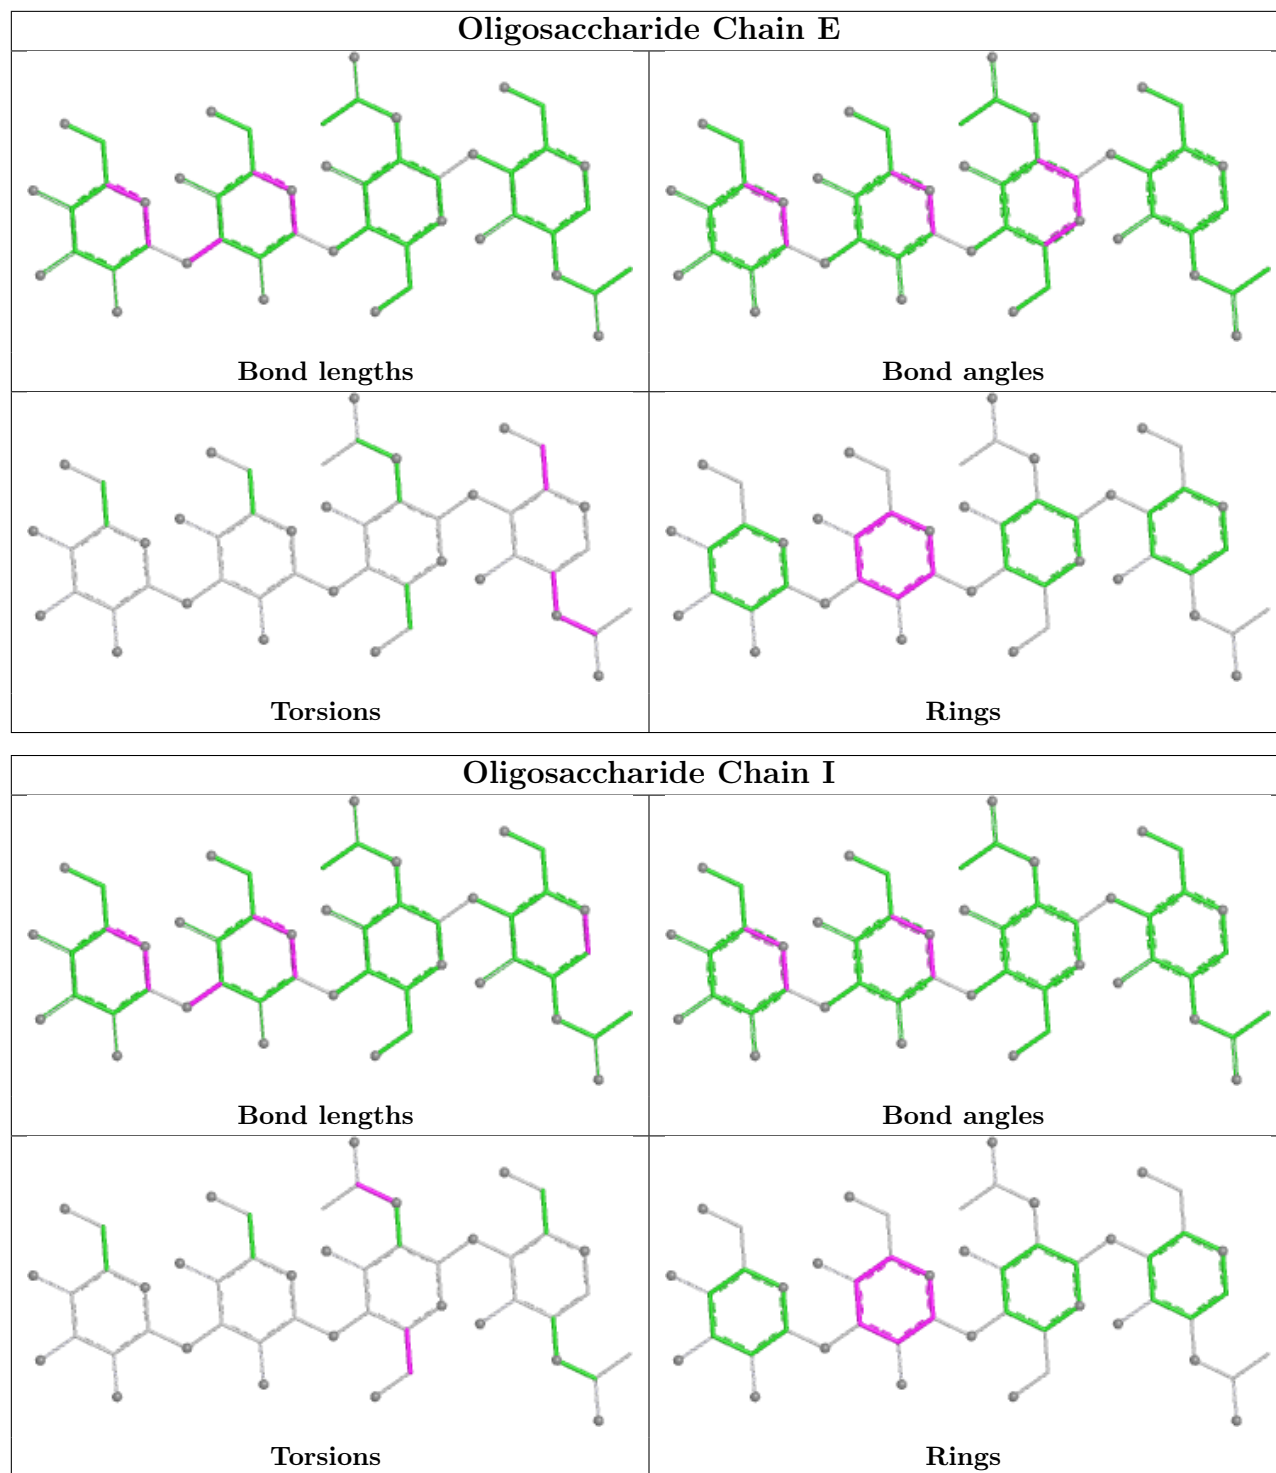 Oligosaccharide Chain E
Bond lengths
Bond angles
Torsions
Rings
Oligosaccharide Chain I
Bond lengths
Bond angles
Torsions
Rings